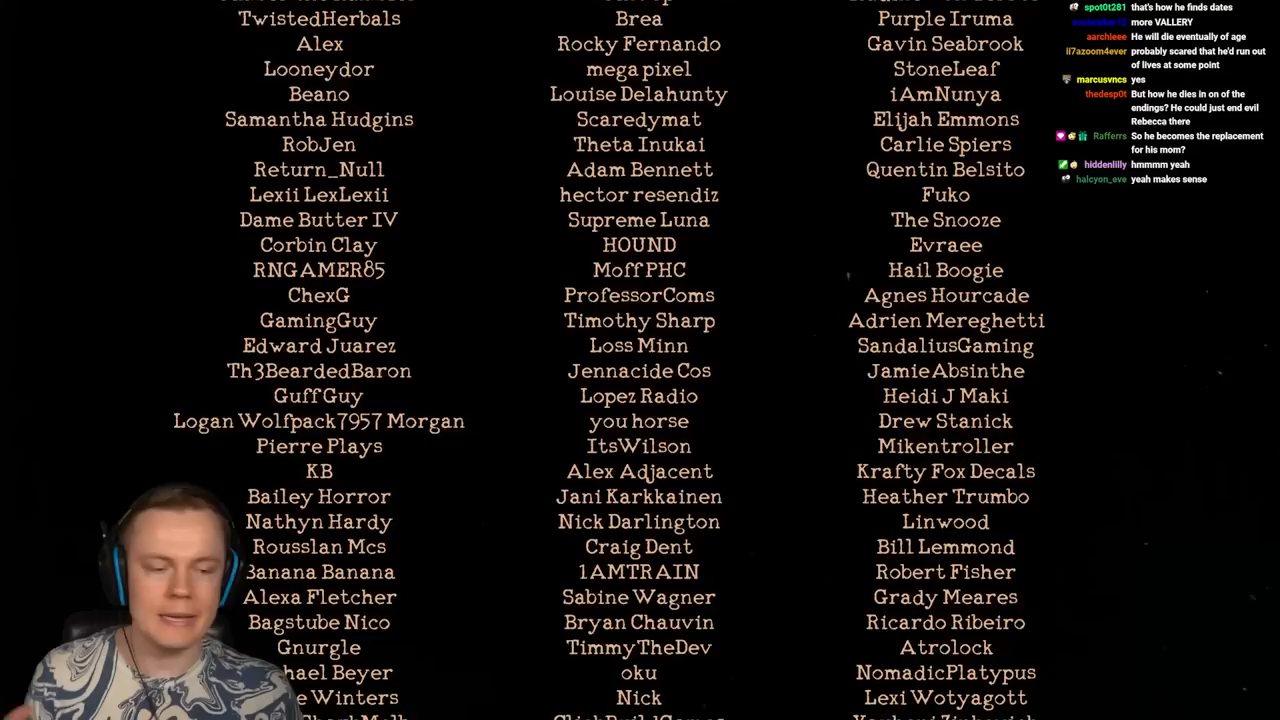 TwistedHerbals
Alex
Looneydor
Beano
Samantha Hudgins
RobJen
Return_Null
Lexii LexLexii
Dame Butter IV
Corbin Clay
RNGAMER85
ChexG
GamingGuy
Edward Juarez
Th3BeardedBaron
GuffGuy
Logan Wolfpack7957 Morgan
Pierre Plays
KB
Bailey Horror
Nathyn Hardy
Rousslan Mcs
Banana Banana
Alexa Fletcher
Bagstube Nico
Gnurgle
Beyer
Winters
Brea
Rocky Fernando
mega pixel
Louise Delahunty
Scaredymat
Theta Inukai
Adam Bennett
hector resendiz
Supreme Luna
HOUND
Moff PHC
ProfessorComs
Timothy Sharp
Loss Minn
Jennacide Cos
Lopez Radio
you horse
ItsWilson
Alex Adjacent
Jani Karkkainen
Nick Darlington
Craig Dent
1AMTRAIN
Sabine Wagner
Bryan Chauvin
TimmyTheDev
oku
Nick
Purple Iruma
Gavin Seabrook
StoneLeaf
iAmNunya
Elijah Emmons
Carlie Spiers
Quentin Belsito
Fuko
The Snooze
Evraee
Hail Boogie
Agnes Hourcade
Adrien Mereghetti
SandaliusGaming
JamieAbsinthe
Heidi J Maki
Drew Stanick
Mikentroller
Krafty Fox Decals
Heather Trumbo
Linwood
Bill Lemmond
Robert Fisher
Grady Meares
Ricardo Ribeiro
Atrolock
NomadicPlatypus
Lexi Wotyagott
spot0t281 that's how he finds dates
more VALLERY
aarchieee He will die eventually of age
ii7azoom4ever probably scared that he'd run out
of lives at some point
marcusvncs yes
thedesp0t But how he dies in on of the
endings? He could just end evil
Rebecca there
Rafferrs So he becomes the replacement
for his mom?
hiddenlilly hmmmm yeah
halcyon_eve yeah makes sense